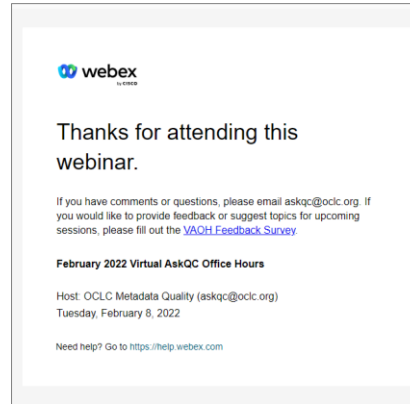 webex
by CISCO
Thanks for attending this
webinar.
If you have comments or questions, please email askqc@oclc.org. If
you would like to provide feedback or suggest topics for upcoming
sessions, please fill out the VAOH Feedback Survey.
February 2022 Virtual AskQC Office Hours
Host: OCLC Metadata Quality (askqc@oclc.org)
Tuesday, February 8, 2022
Need help? Go to https://help.webex.com